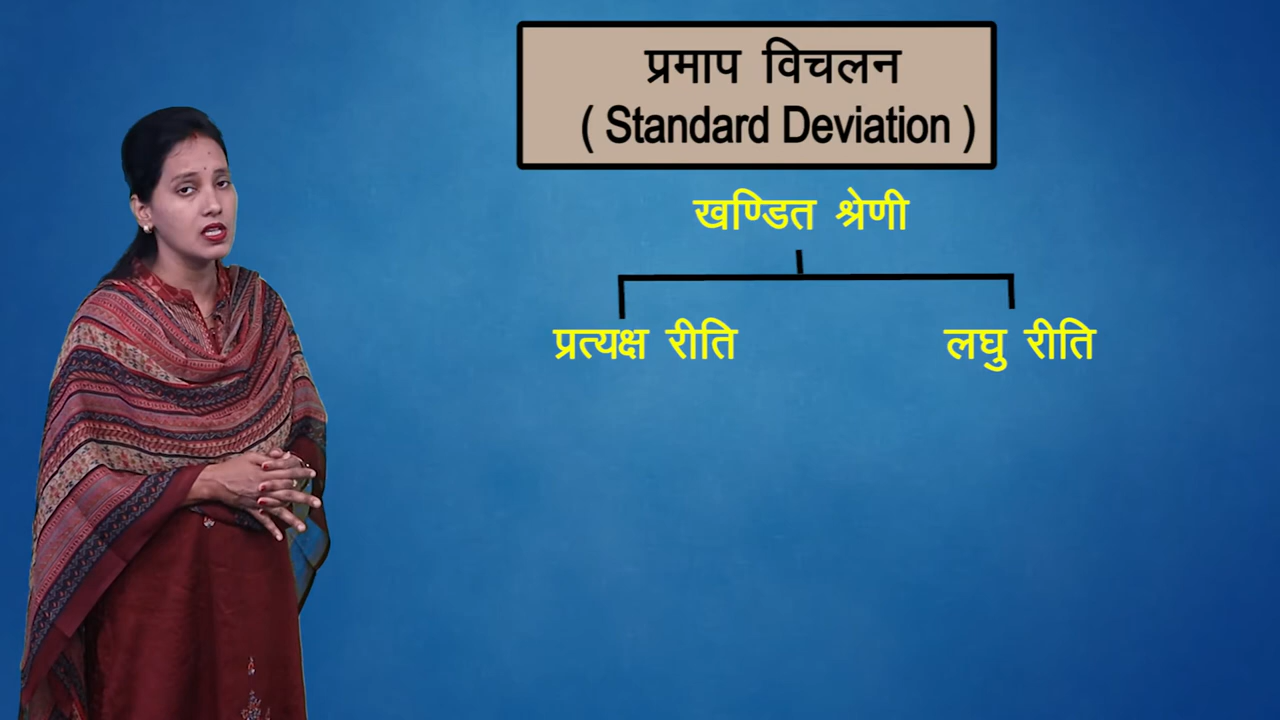 प्रमाप विचलन
( Standard Deviation )
खण्डित श्रेणी
प्रत्यक्ष रीति लघु रीति